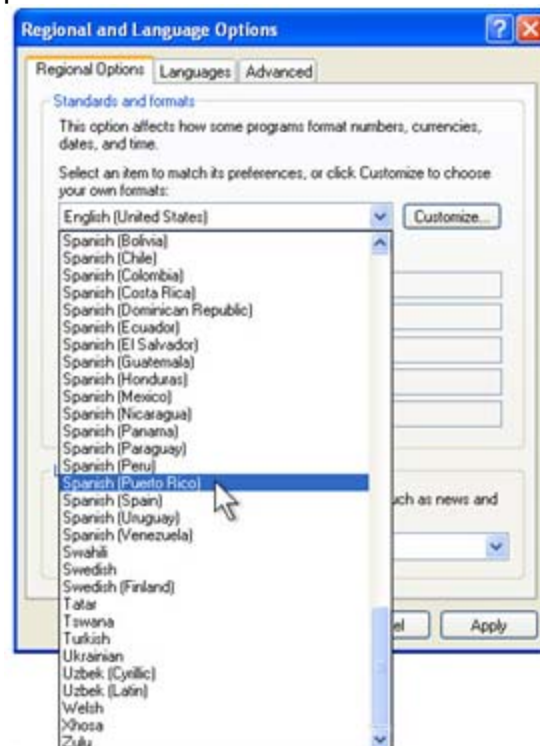 Regional and Language Options
Regional Options Languages Advanced
Standards and formats
This option affects how some programs format numbers, currencies,
dates, and time.
Select an item to match its preferences, or click Customize to choose
your own formats:
English (United States) Customize...
Spanish (Bolivia)
Spanish (Chile)
Spanish (Colombia)
Spanish (Costa Rica)
Spanish (Dominican Republic)
Spanish (Ecuador)
Spanish (El Salvador)
Spanish (Guatemala)
Spanish (Honduras)
Spanish (Mexico)
Spanish (Nicaragua)
Spanish (Panama)
Spanish (Paraguay)
Spanish (Peru)
Spanish (Puerto Rico)
Spanish (Spain) such as news and
Spanish (Uruguay)
Spanish (Venezuela)
Swahili
Swedish
Swedish (Finland)
Tatar
Tswana Apply
Turkish
Ukrainian
Uzbek (Cyrillic)
Uzbek (Latin)
Welsh
Xhosa
Zulu